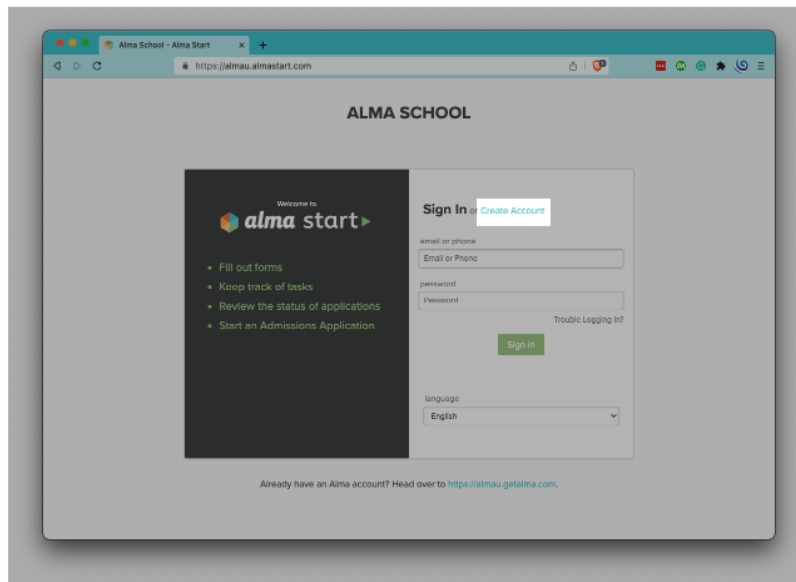 Alma School - Alma Start
https://almau.almastart.com
ALMA SCHOOL
Welcome to
alma start
Fill out forms
Keep track of tasks
Review the status of applications
Start an Admissions Application
Sign In or Create Account
email or phone
Email or Phone
password
Password
Trouble Logging In?
Sign In
language
English
Already have an Alma account? Head over to https://almau.getalma.com.